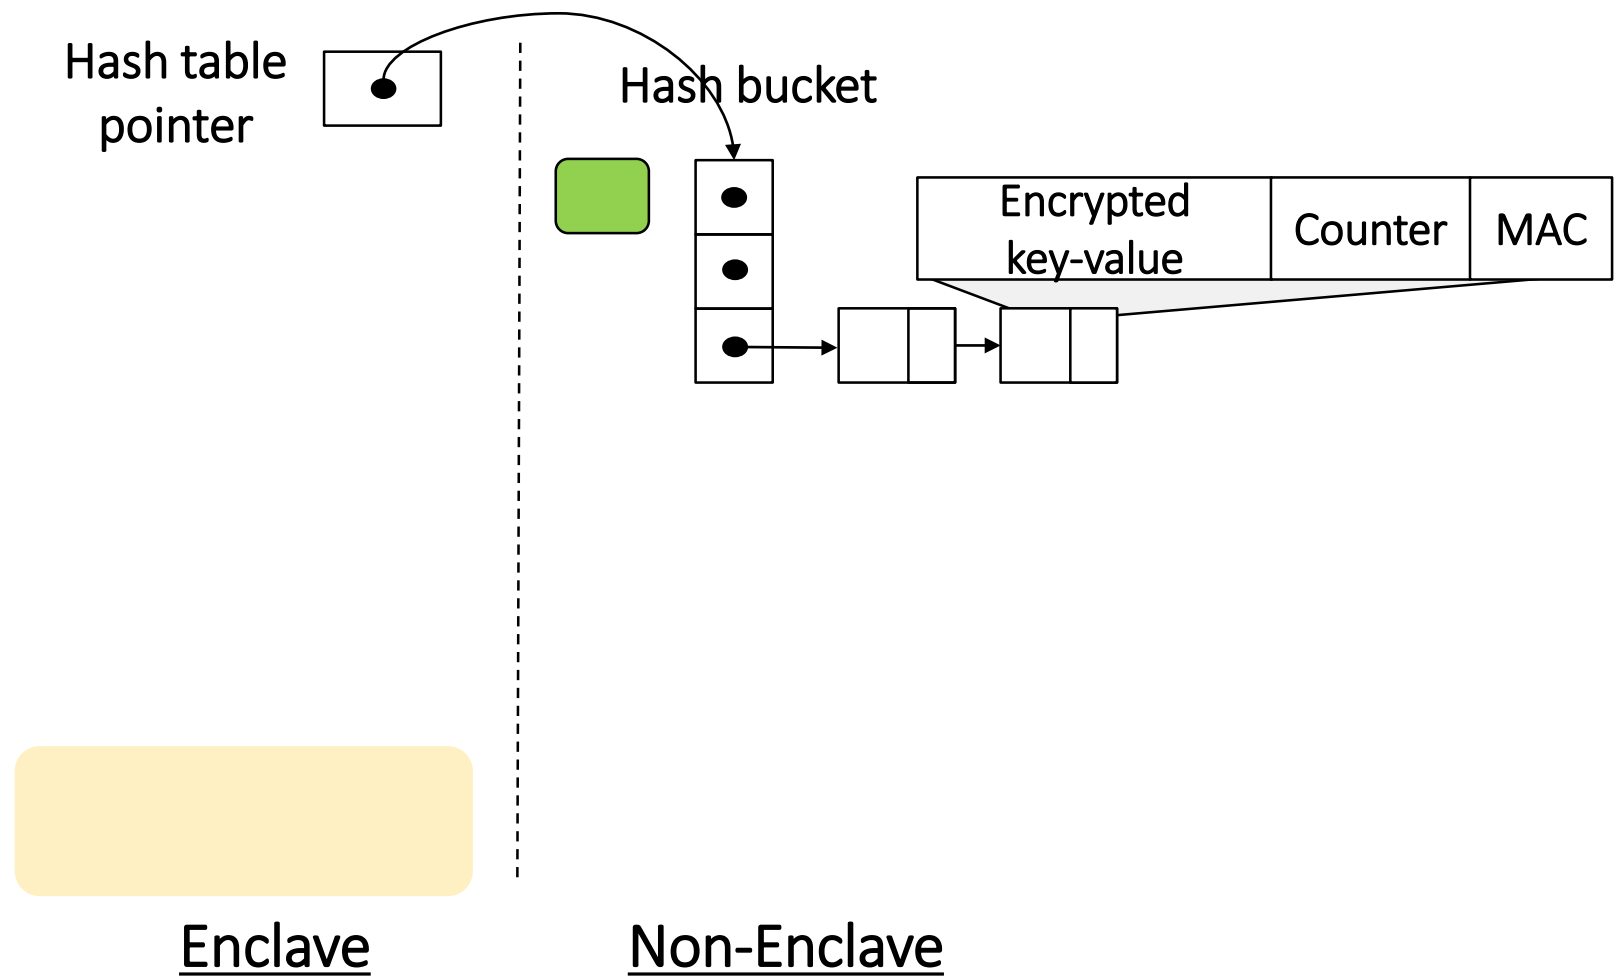 Hash table
pointer
Hash bucket
Encrypted
key-value
Counter
MAC
Enclave
Non-Enclave